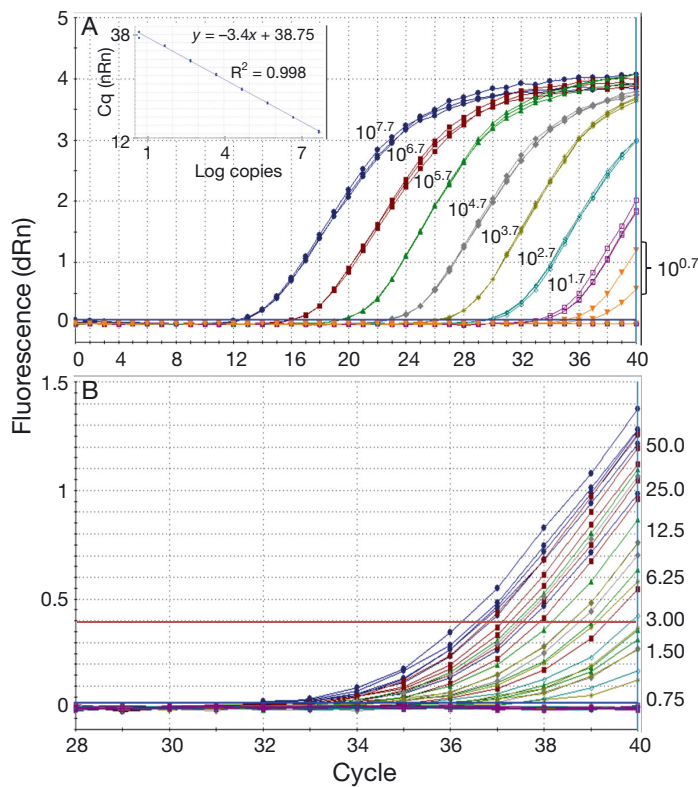 A
5
4
3
2
1
0
38
Cq (nRn)
12
y = –3.4x + 38.75
R² = 0.998
1 4 7
Log copies
10^7.7
10^6.7
10^5.7
10^4.7
10^3.7
10^2.7
10^1.7
10^0.7
0 4 8 12 16 20 24 28 32 36 40
Fluorescence (dRn)
B
1.5
1
0.5
0
50.0
25.0
12.5
6.25
3.00
1.50
0.75
28 30 32 34 36 38 40
Cycle